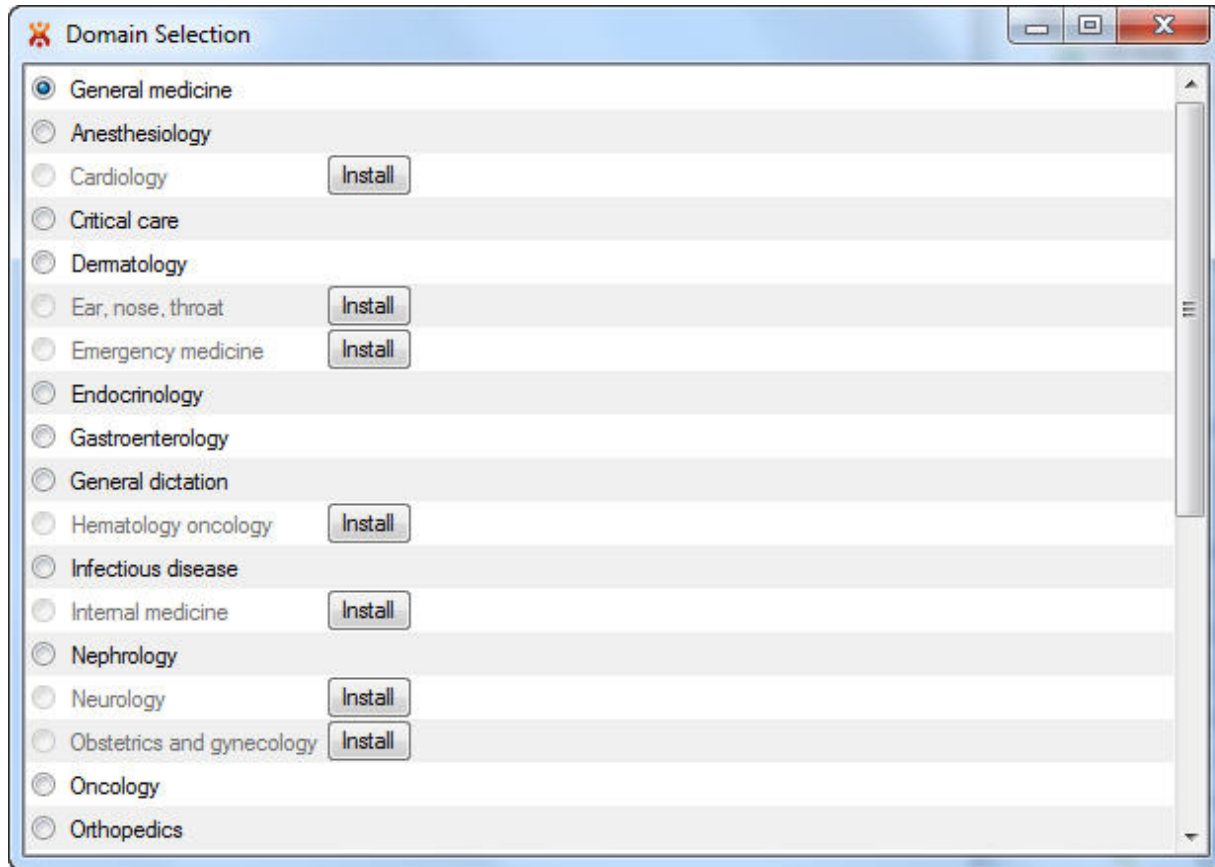 Domain Selection
General medicine
Anesthesiology
Cardiology Install
Critical care
Dermatology
Ear, nose, throat Install
Emergency medicine Install
Endocrinology
Gastroenterology
General dictation
Hematology oncology Install
Infectious disease
Internal medicine Install
Nephrology
Neurology Install
Obstetrics and gynecology Install
Oncology
Orthopedics